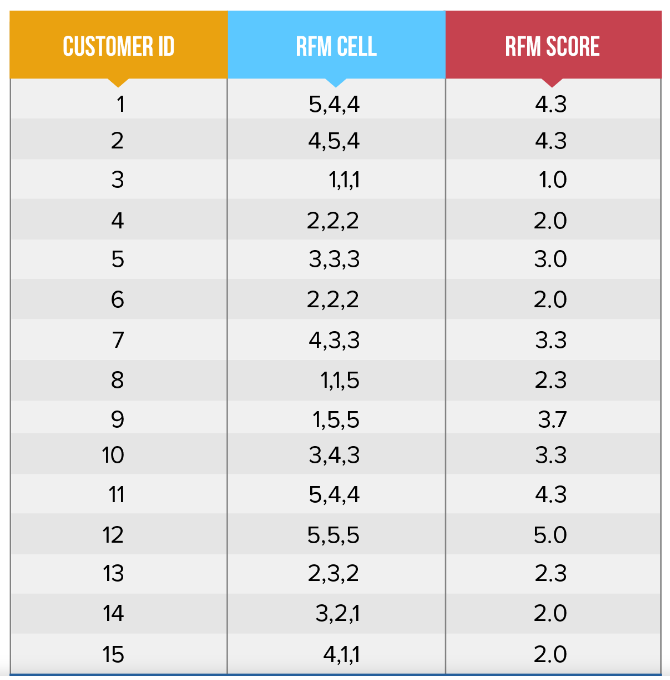 CUSTOMER ID RFM CELL RFM SCORE
1 5,4,4 4.3
2 4,5,4 4.3
3 1,1,1 1.0
4 2,2,2 2.0
5 3,3,3 3.0
6 2,2,2 2.0
7 4,3,3 3.3
8 1,1,5 2.3
9 1,5,5 3.7
10 3,4,3 3.3
11 5,4,4 4.3
12 5,5,5 5.0
13 2,3,2 2.3
14 3,2,1 2.0
15 4,1,1 2.0